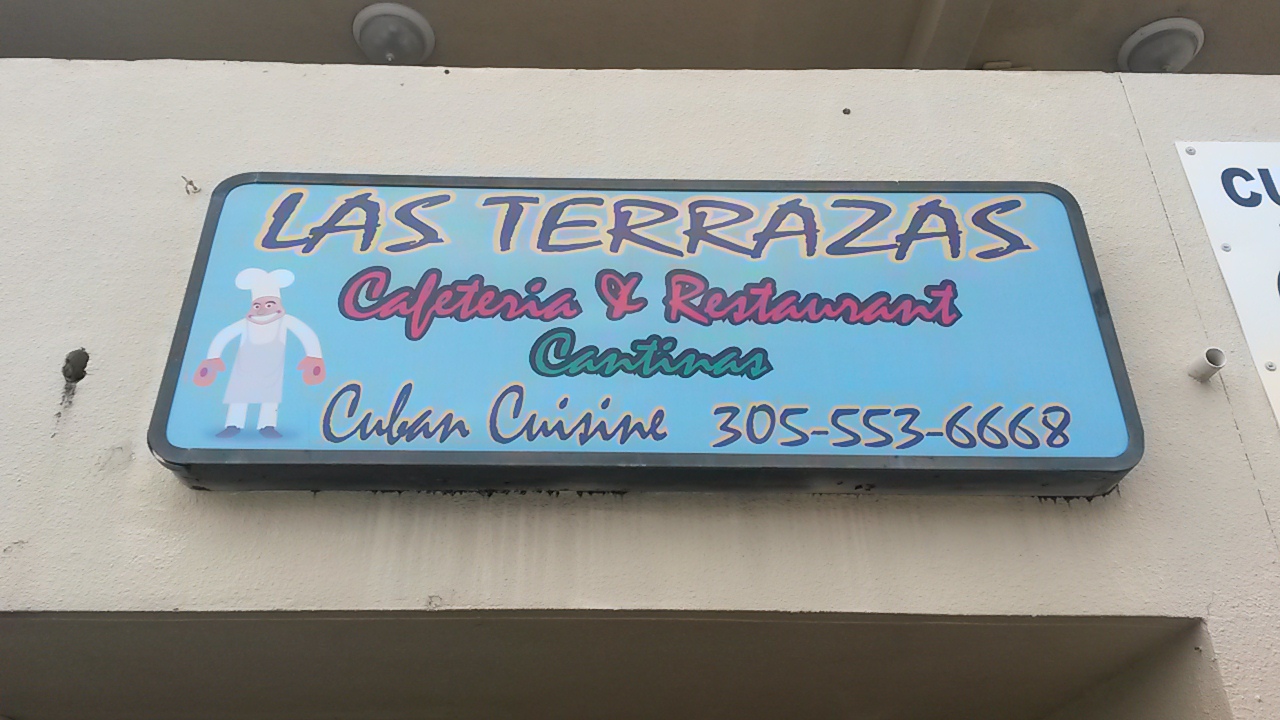 LAS TERRAZAS
Cafeteria & Restaurant
Cantinas
Cuban Cuisine 305-553-6668